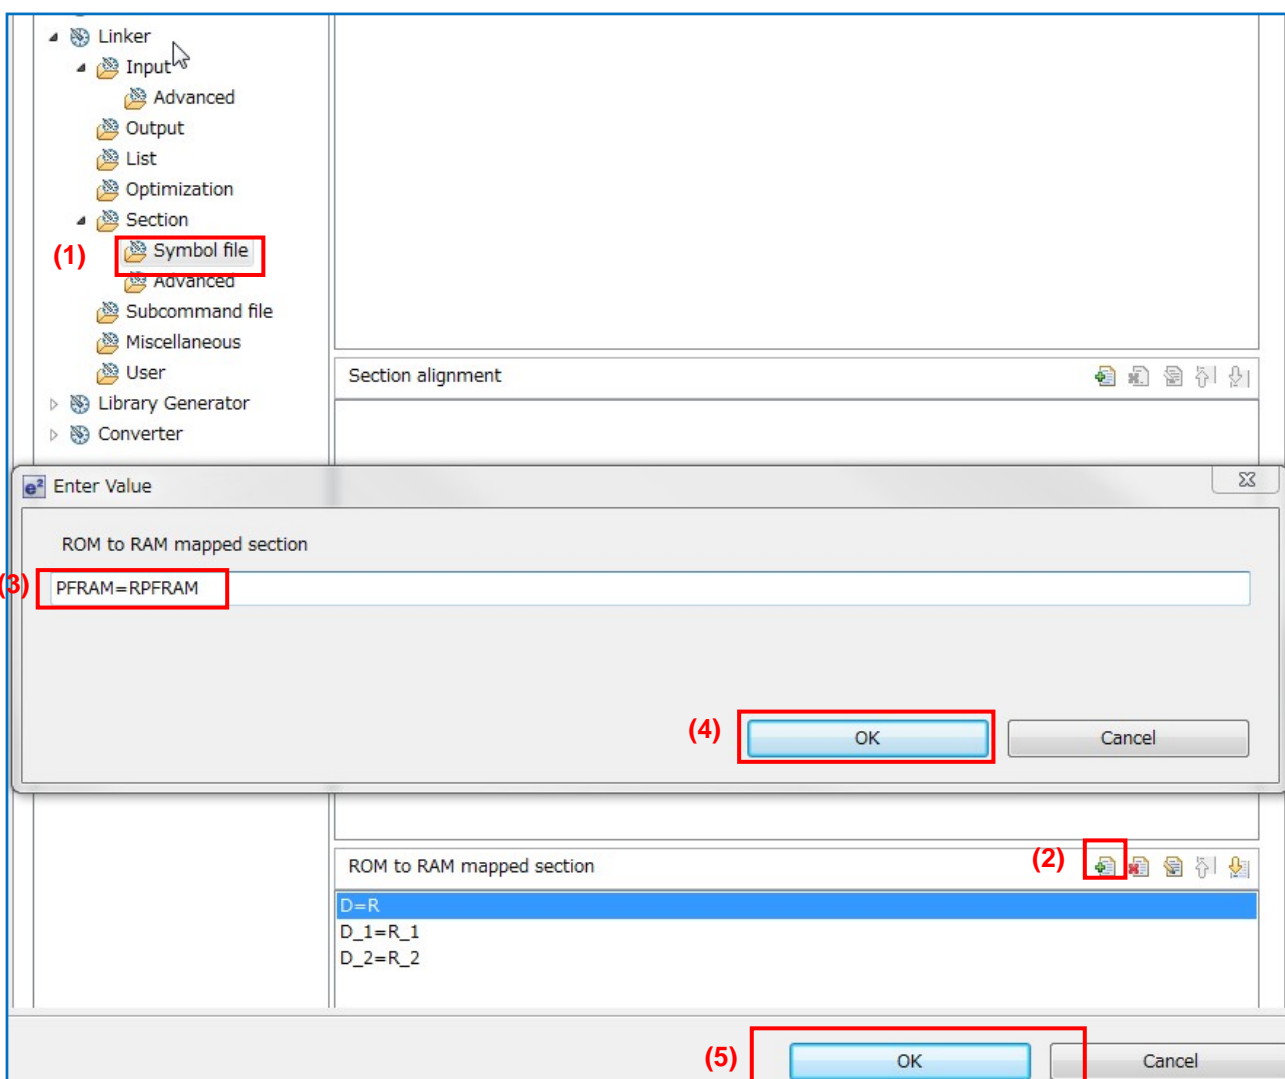 Linker
Input
Advanced
Output
List
Optimization
Section
(1) Symbol file
Advanced
Subcommand file
Miscellaneous
User
Library Generator
Converter
Section alignment
e² Enter Value
ROM to RAM mapped section
(3) PFRAM=RPFRAM
(4) OK Cancel
ROM to RAM mapped section (2)
D=R
D_1=R_1
D_2=R_2
(5) OK Cancel